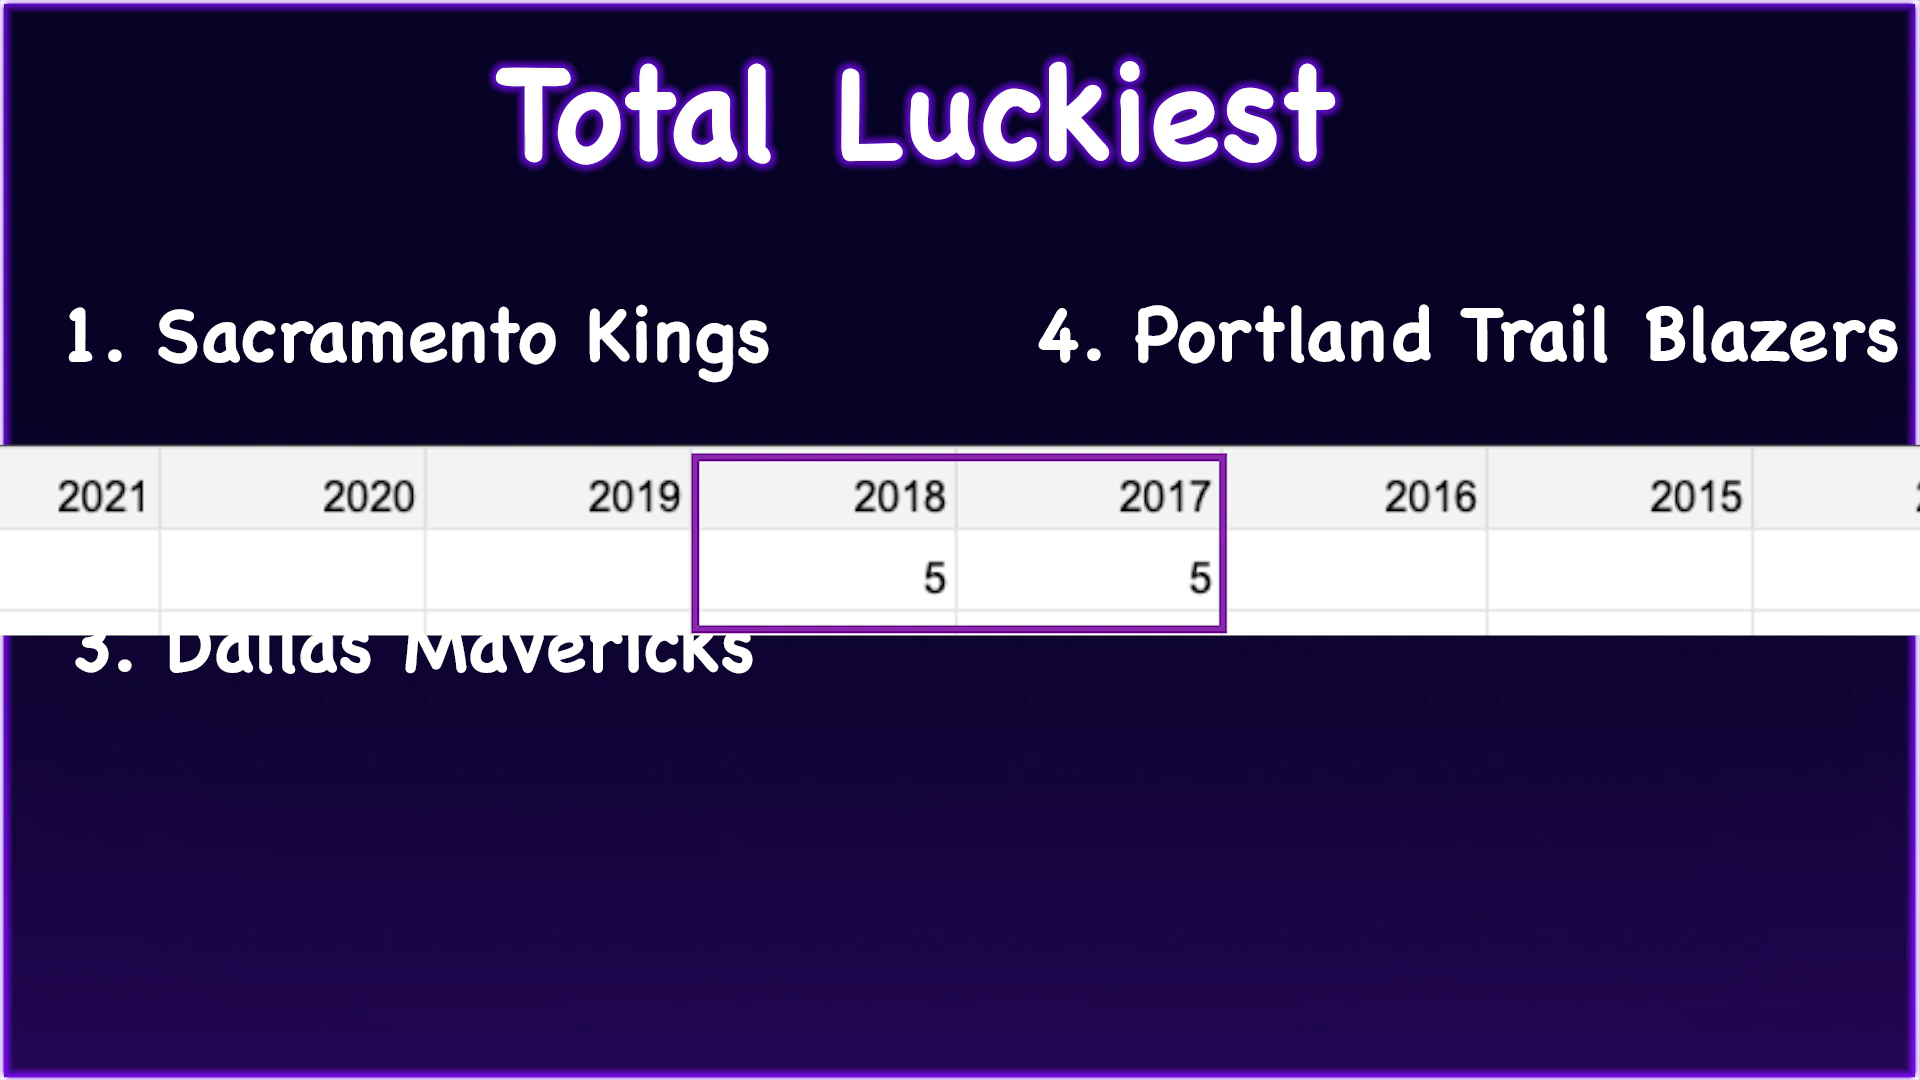 Total Luckiest
1. Sacramento Kings
4. Portland Trail Blazers
2021 2020 2019 2018 2017 2016 2015
5 5
3. Dallas Mavericks